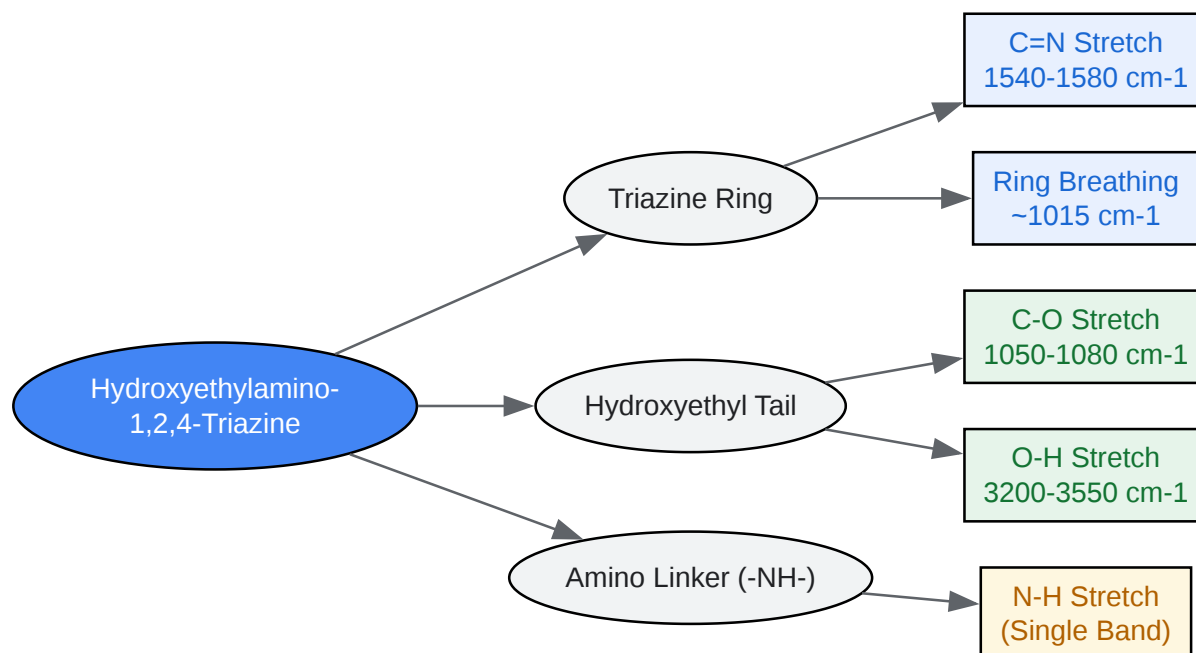 C=N Stretch
1540-1580 cm-1
Triazine Ring
Ring Breathing
~1015 cm-1
C-O Stretch
1050-1080 cm-1
Hydroxyethylamino-
1,2,4-Triazine
Hydroxyethyl Tail
O-H Stretch
3200-3550 cm-1
Amino Linker (-NH-)
N-H Stretch
(Single Band)